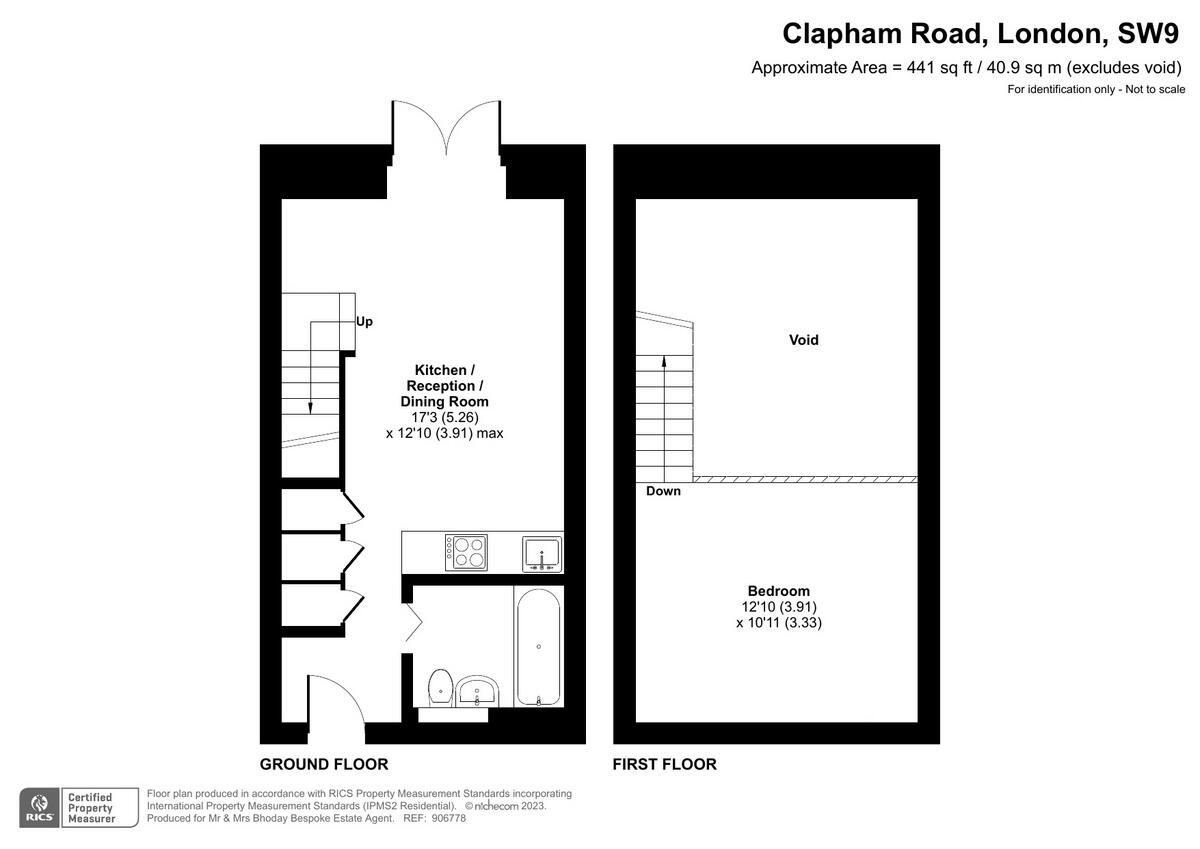 Clapham Road, London, SW9
Approximate Area = 441 sq ft / 40.9 sq m (excludes void)
For identification only - Not to scale
Up
Kitchen /
Reception /
Dining Room
17'3 (5.26)
x 12'10 (3.91) max
GROUND FLOOR
Void
Down
Bedroom
12'10 (3.91)
x 10'11 (3.33)
FIRST FLOOR
RICS
Certified
Property
Measurer
Floor plan produced in accordance with RICS Property Measurement Standards incorporating
International Property Measurement Standards (IPMS2 Residential). © nichecom 2023.
Produced for Mr & Mrs Bhoday Bespoke Estate Agent. REF: 906778